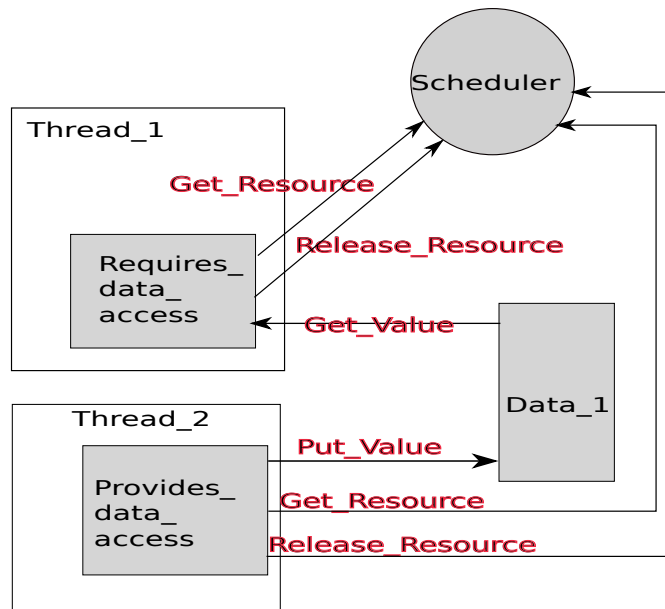 Scheduler
Thread_1
Get_Resource
Release_Resource
Requires_
data_
access
Get_Value
Data_1
Thread_2
Put_Value
Provides_
data_
access
Get_Resource
Release_Resource